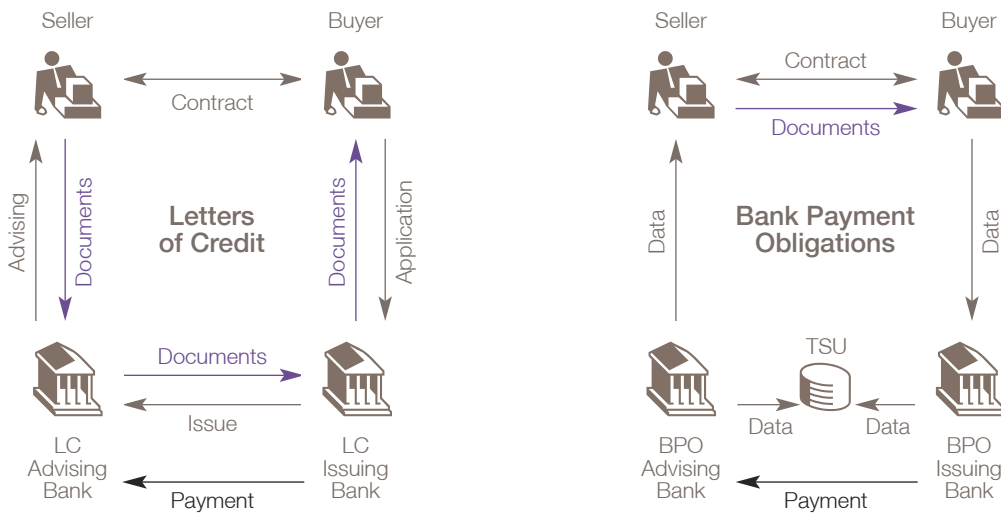 Seller
Buyer
Contract
Advising
Documents
Letters
of Credit
Documents
Application
Documents
Issue
LC
Advising
Bank
LC
Issuing
Bank
Payment
Seller
Buyer
Contract
Documents
Data
Bank Payment
Obligations
Data
TSU
Data
Data
BPO
Advising
Bank
BPO
Issuing
Bank
Payment